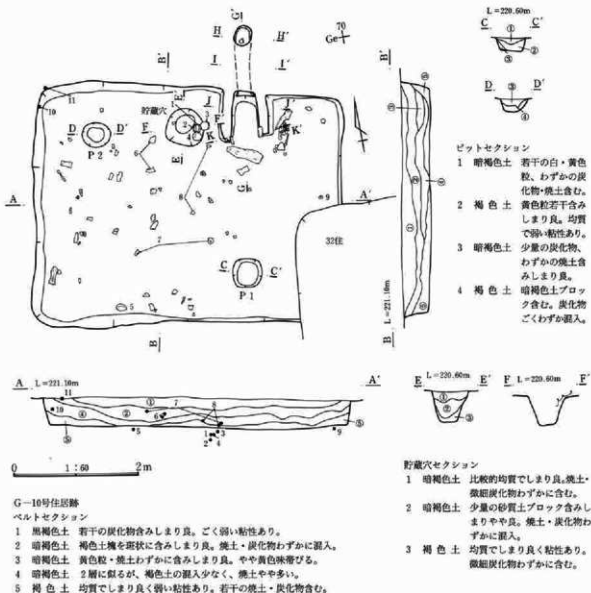 G′
H H′
70
Ge
I I′
B′
11
10
貯蔵穴
D D′
P2
E
J
F
K′
A A′
32住
C C′
P1
B
L=221.10m
L=220.60m
C C′
①
③ ②
D D′
③
④
ピットセクション
1 暗褐色土 若干の白・黄色
粒、わずかの炭
化物・焼土含む。
2 褐色土 黄色粒若干含み
しまり良。均質
で弱い粘性あり。
3 暗褐色土 少量の炭化物、
わずかの焼土含
みしまり良。
4 褐色土 暗褐色土ブロッ
ク含む。炭化物
ごくわずか混入。
A L=221.10m A′
E L=220.60m E′ F L=220.60m F′
0 1:60 2m
G−10号住居跡
ベルトセクション
1 黒褐色土 若干の炭化物含みしまり良。ごく弱い粘性あり。
2 暗褐色土 褐色土塊を斑状に含みしまり良。焼土・炭化物わずかに混入。
3 暗褐色土 黄色粒・焼土わずかに含みしまり良。やや黄色味帯びる。
4 暗褐色土 2層に似るが、褐色土の混入少なく、焼土やや多い。
5 褐色土 均質でしまり良く弱い粘性あり。若干の焼土・炭化物含む。
貯蔵穴セクション
1 暗褐色土 比較的均質でしまり良。焼土・
微細炭化物わずかに含む。
2 暗褐色土 少量の砂質土ブロック含みし
まりやや良。焼土・炭化物わ
ずかに混入。
3 褐色土 均質でしまり良く粘性あり。
微細炭化物わずかに含む。